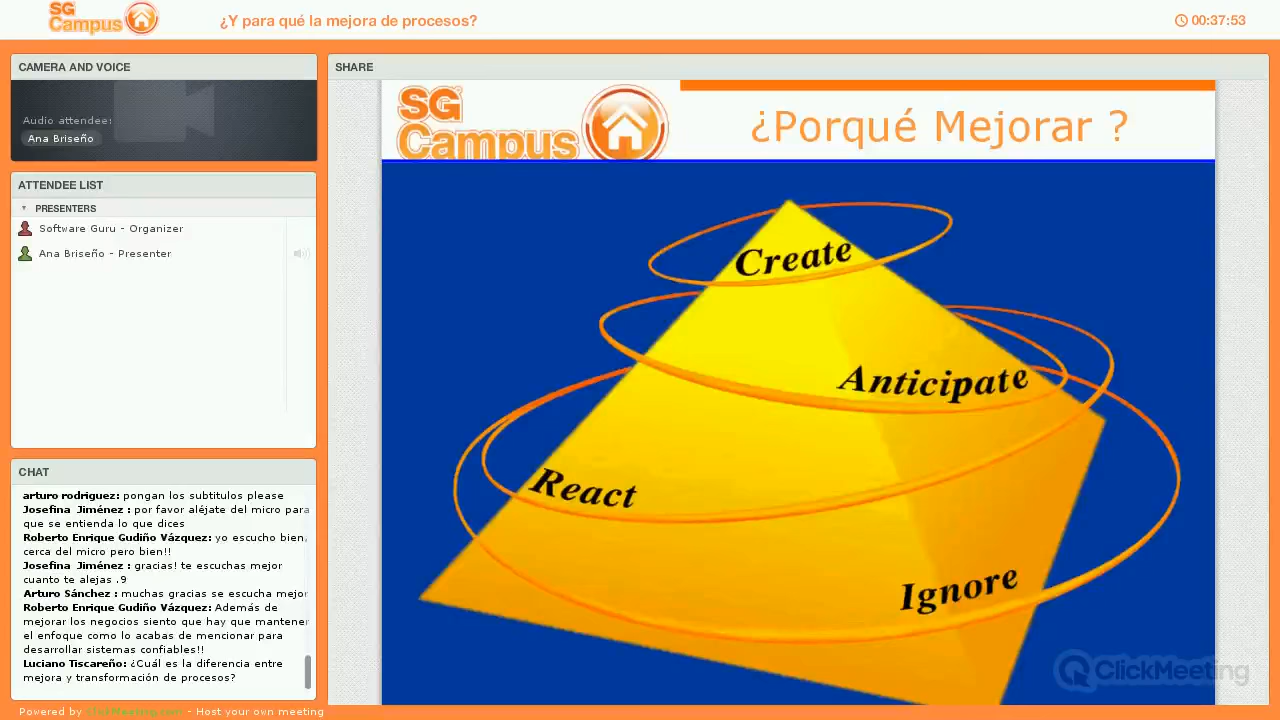 SG
Campus
¿Y para qué la mejora de procesos?
00:37:53
CAMERA AND VOICE
Audio attendees
Ana Briseño
ATTENDEE LIST
PRESENTERS
Software Guru - Organizer
Ana Briseño - Presenter
CHAT
arturo rodriguez: pongan los subtitulos please
Josefina Jiménez : por favor aléjate del micro para
que se entienda lo que dices
Roberto Enrique Gudiño Vázquez: yo escucho bien,
cerca del micro pero bien!!
Josefina Jiménez : gracias! te escuchas mejor
cuanto te alejas .9
Arturo Sánchez : muchas gracias se escucha mejor
Roberto Enrique Gudiño Vázquez: Además de
mejorar los negocios siento que hay que mantener
el enfoque como lo acabas de mencionar para
desarrollar sistemas confiables!!
Luciano Tiscareño: ¿Cuál es la diferencia entre
mejora y transformación de procesos?
Powered by ClickMeeting.com - Host your own meeting
SHARE
SG
Campus
¿Porqué Mejorar ?
Create
Anticipate
React
Ignore
ClickMeeting